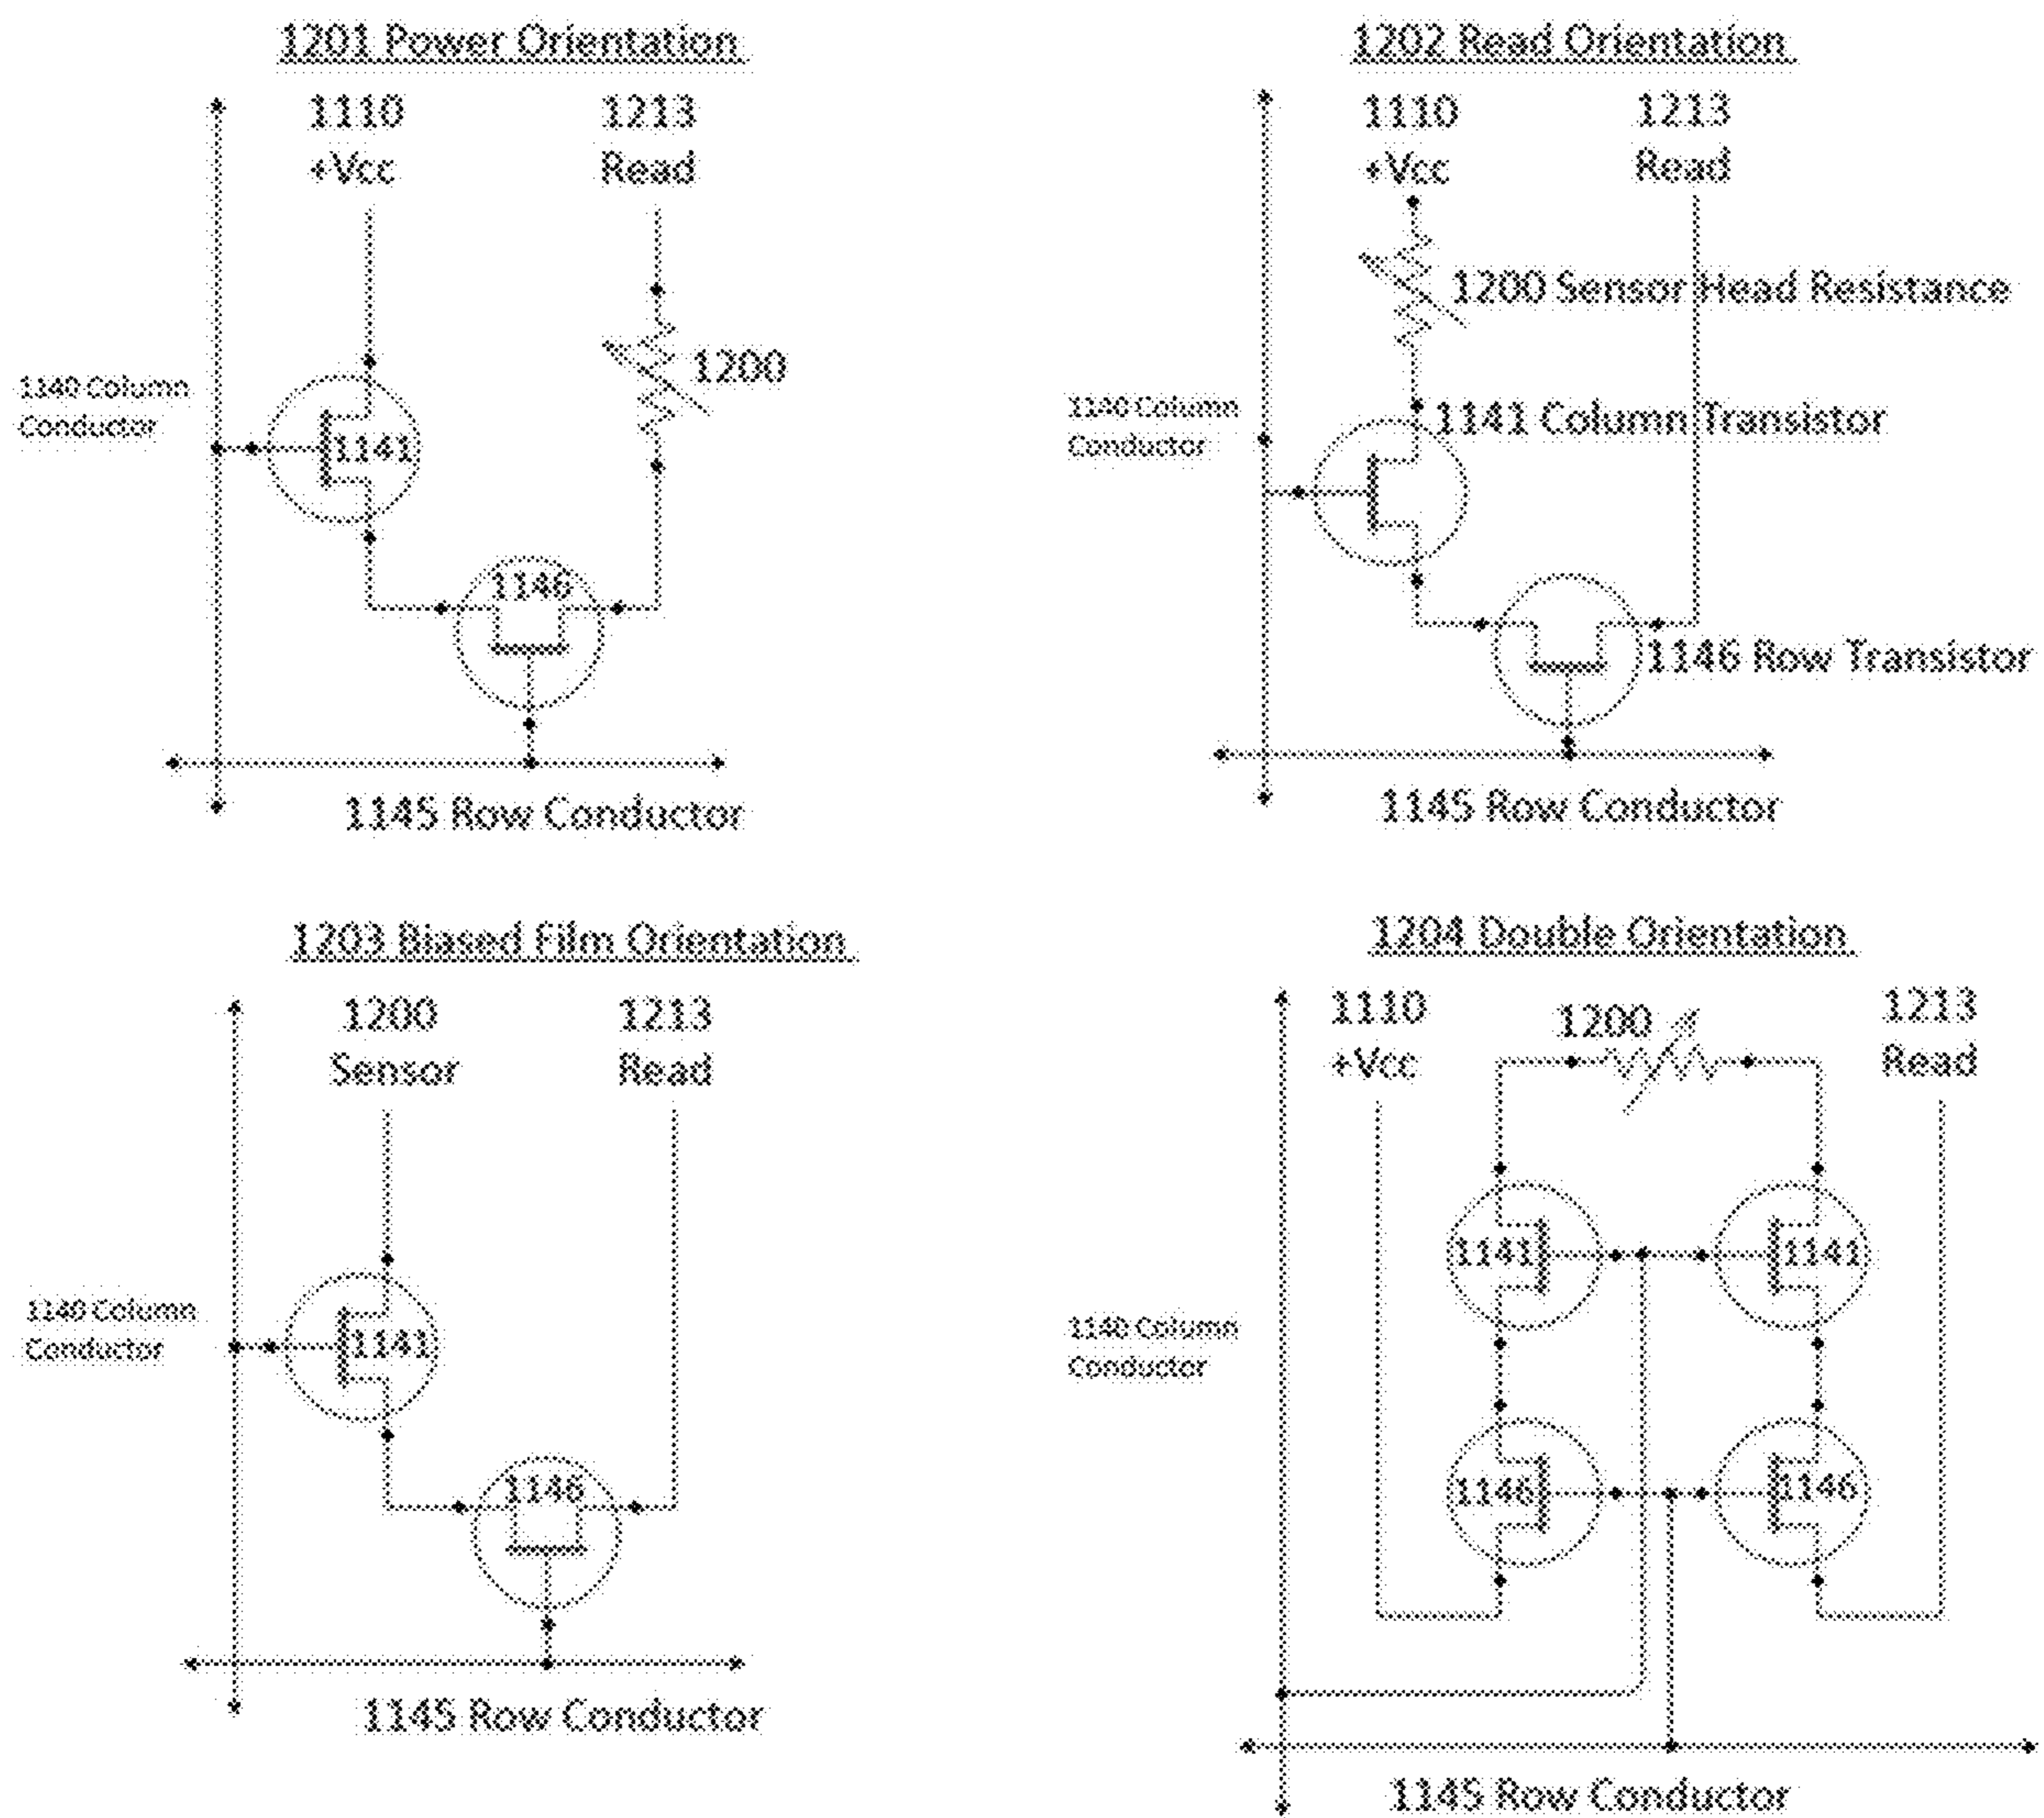 1201 Power Orientation
1110
+Vcc
1213
Read
1200
1140 Column
Conductor
1141
1146
1145 Row Conductor
1202 Read Orientation
1110
+Vcc
1213
Read
1200 Sensor Head Resistance
1140 Column
Conductor
1141 Column Transistor
1146 Row Transistor
1145 Row Conductor
1203 Biased Film Orientation
1200
Sensor
1213
Read
1140 Column
Conductor
1141
1146
1145 Row Conductor
1204 Double Orientation
1110
+Vcc
1200
1213
Read
1141
1141
1140 Column
Conductor
1146
1146
1145 Row Conductor